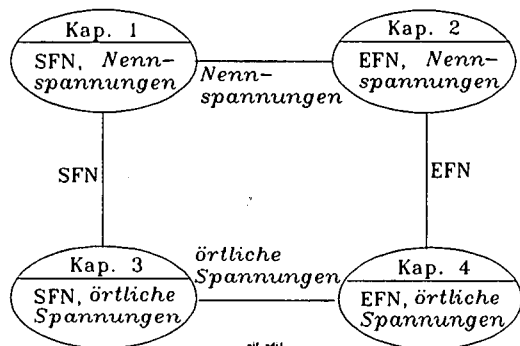 Kap. 1
SFN, Nenn-
spannungen
Nenn-
spannungen
Kap. 2
EFN, Nenn-
spannungen
SFN
EFN
Kap. 3
SFN, örtliche
Spannungen
örtliche
Spannungen
Kap. 4
EFN, örtliche
Spannungen